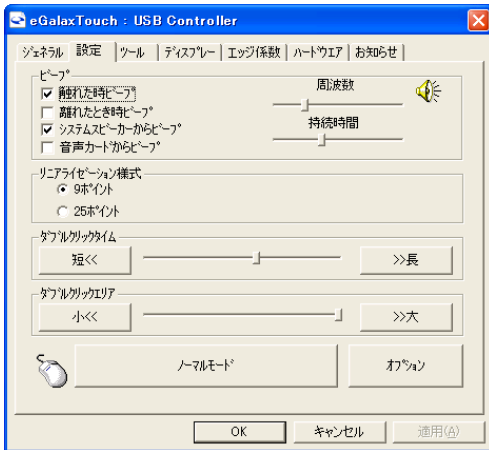 eGalaxTouch : USB Controller
ジェネラル 設定 ツール ディスプレー エッジ係数 ハードウエア お知らせ
ビープ
触れた時ビープ
離れたとき時ビープ
システムスピーカーからビープ
音声カードからビープ
周波数
持続時間
リニアライゼーション様式
9ポイント
25ポイント
ダブルクリックタイム
短<< >>長
ダブルクリックエリア
小<< >>大
ノーマルモード オプション
OK キャンセル 適用(A)